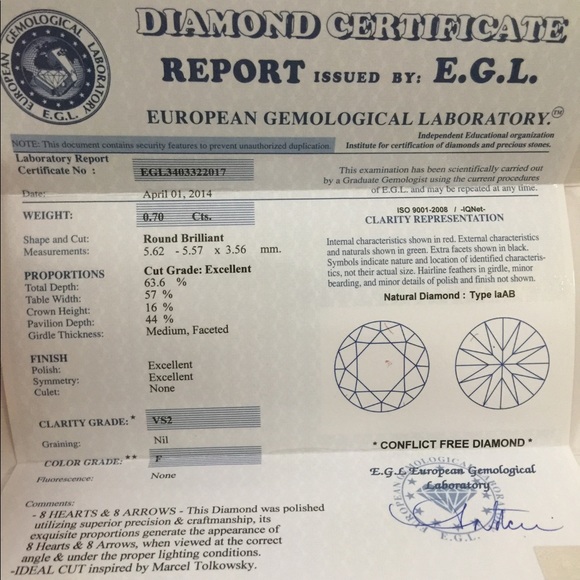 EUROPEAN GEMOLOGICAL LABORATORY
E.G.L.
DIAMOND CERTIFICATE
REPORT ISSUED BY: E.G.L.
EUROPEAN GEMOLOGICAL LABORATORY.™
Independent Educational organization
NOTE: This document contains security features to prevent unauthorized duplication. Institute for certification of diamonds and precious stones.
Laboratory Report
Certificate No : EGL3403322017
Date: April 01, 2014
WEIGHT: 0.70 Cts.
Shape and Cut: Round Brilliant
Measurements: 5.62 - 5.57 x 3.56 mm.
PROPORTIONS Cut Grade: Excellent
Total Depth: 63.6 %
Table Width: 57 %
Crown Height: 16 %
Pavilion Depth: 44 %
Girdle Thickness: Medium, Faceted
FINISH
Polish: Excellent
Symmetry: Excellent
Culet: None
CLARITY GRADE: * VS2
Graining: Nil
COLOR GRADE: ** F
Fluorescence: None
Comments:
- 8 HEARTS & 8 ARROWS - This Diamond was polished
utilizing superior precision & craftmanship, its
exquisite proportions generate the appearance of
8 Hearts & 8 Arrows, when viewed at the correct
angle & under the proper lighting conditions.
-IDEAL CUT inspired by Marcel Tolkowsky.
This examination has been scientifically carried out
by a Graduate Gemologist using the current procedures
of E.G.L. and may be repeated at any time.
ISO 9001-2008 / -IQNet-
CLARITY REPRESENTATION
Internal characteristics shown in red. External characteristics
and naturals shown in green. Extra facets shown in black.
Symbols indicate nature and location of identified characteris-
tics, not their actual size. Hairline feathers in girdle, minor
bearding, and minor details of polish and finish not shown.
Natural Diamond : Type IaAB
* CONFLICT FREE DIAMOND *
E.G.L European Gemological
Laboratory
E.G.L.